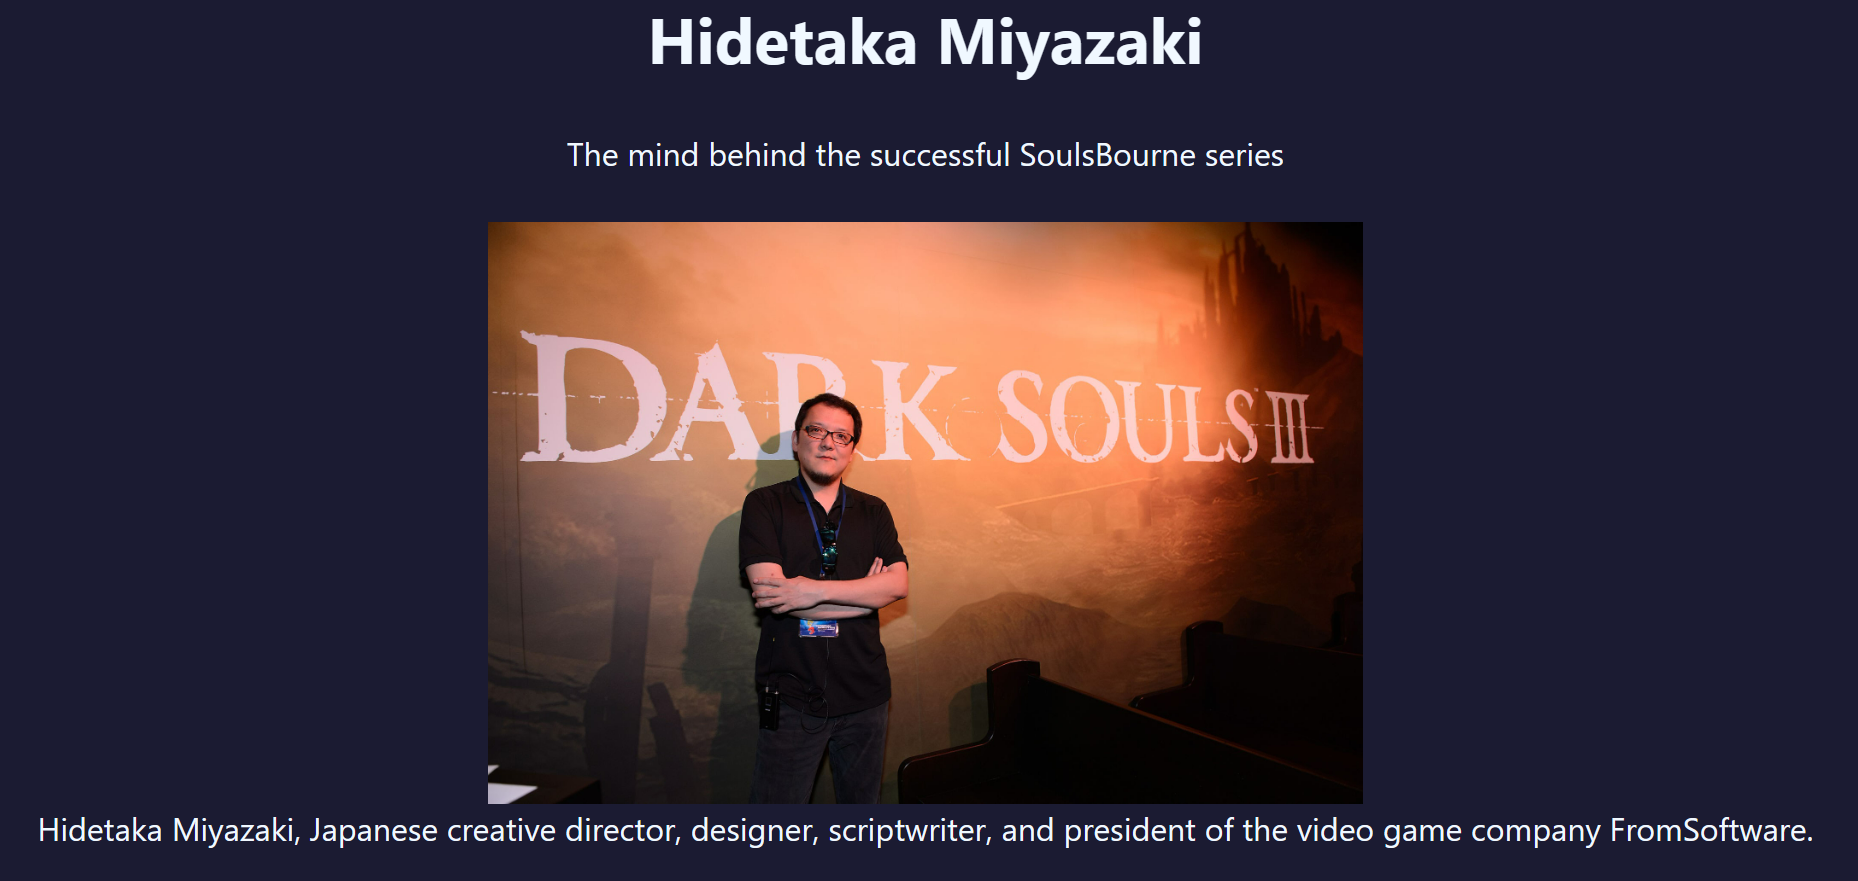 Hidetaka Miyazaki
The mind behind the successful SoulsBourne series
DARK SOULS III
Hidetaka Miyazaki, Japanese creative director, designer, scriptwriter, and president of the video game company FromSoftware.